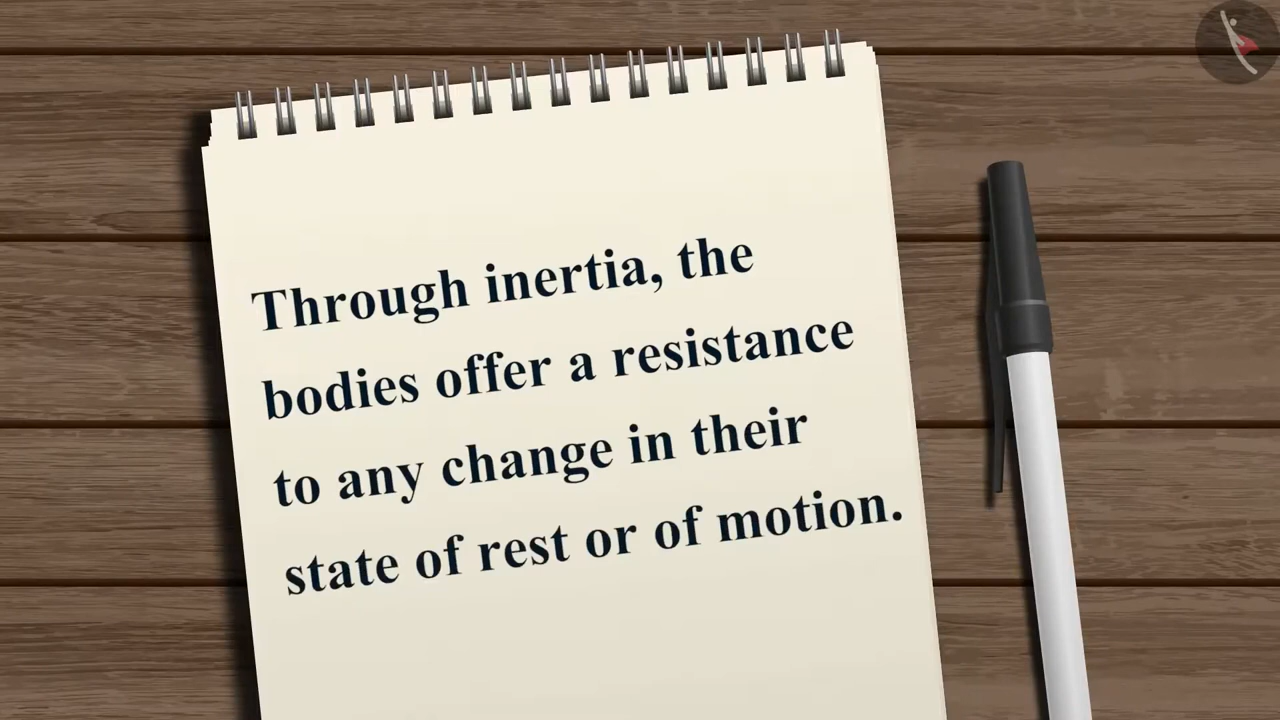 Through inertia, the
bodies offer a resistance
to any change in their
state of rest or of motion.